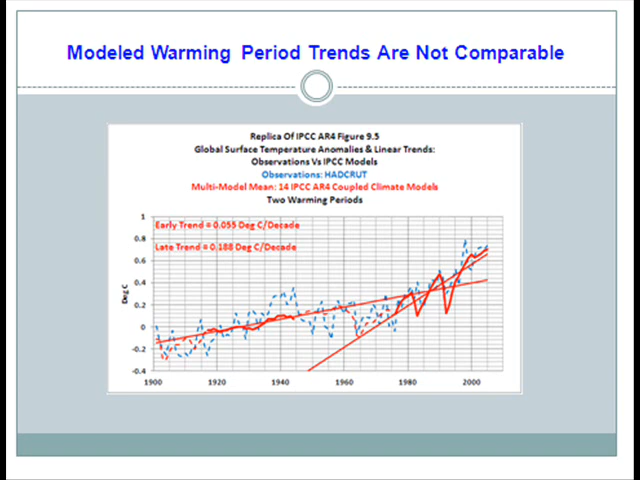 Modeled Warming Period Trends Are Not Comparable
Replica Of IPCC AR4 Figure 9.5
Global Surface Temperature Anomalies & Linear Trends:
Observations Vs IPCC Models
Observations: HADCRUT
Multi-Model Mean: 14 IPCC AR4 Coupled Climate Models
Two Warming Periods
Early Trend = 0.055 Deg C/Decade
Late Trend = 0.188 Deg C/Decade
Deg C
1
0.8
0.6
0.4
0.2
0
-0.2
-0.4
1900 1920 1940 1960 1980 2000